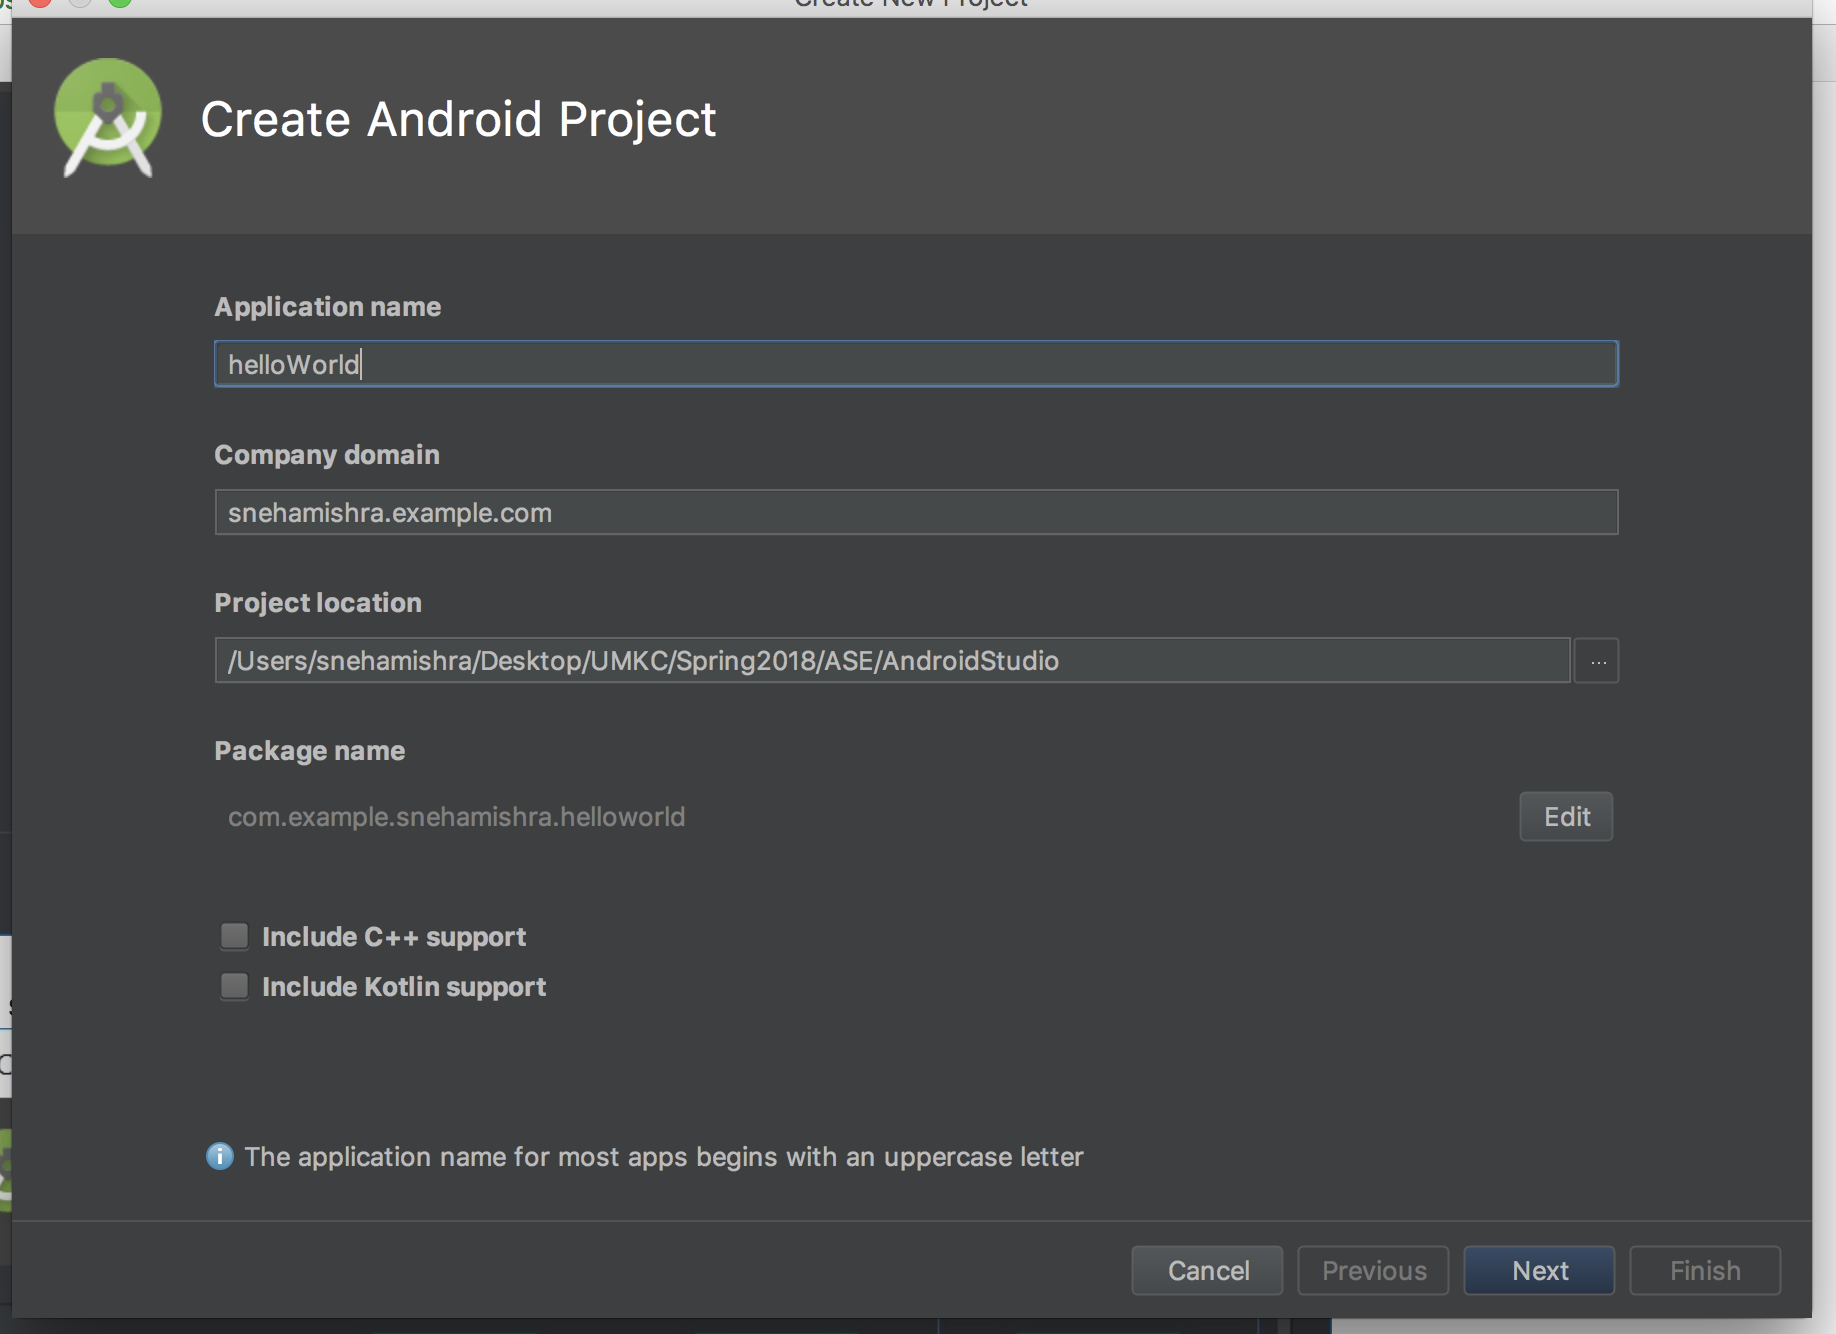 Create New Project
Create Android Project
Application name
helloWorld
Company domain
snehamishra.example.com
Project location
/Users/snehamishra/Desktop/UMKC/Spring2018/ASE/AndroidStudio
...
Package name
com.example.snehamishra.helloworld
Edit
Include C++ support
Include Kotlin support
The application name for most apps begins with an uppercase letter
Cancel Previous Next Finish